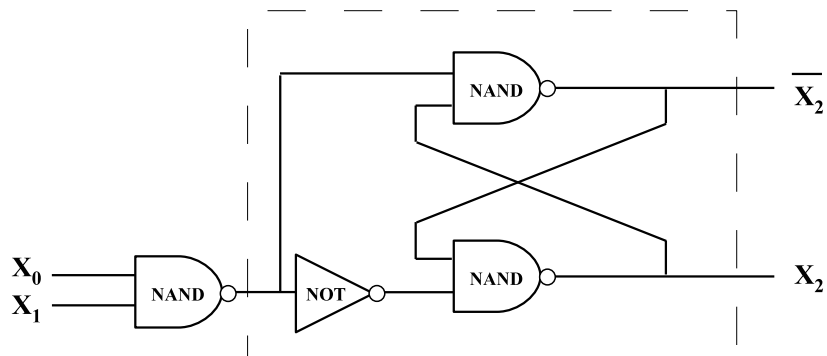 NAND
X̅₂
X₀
X₁
NAND
NOT
NAND
X₂